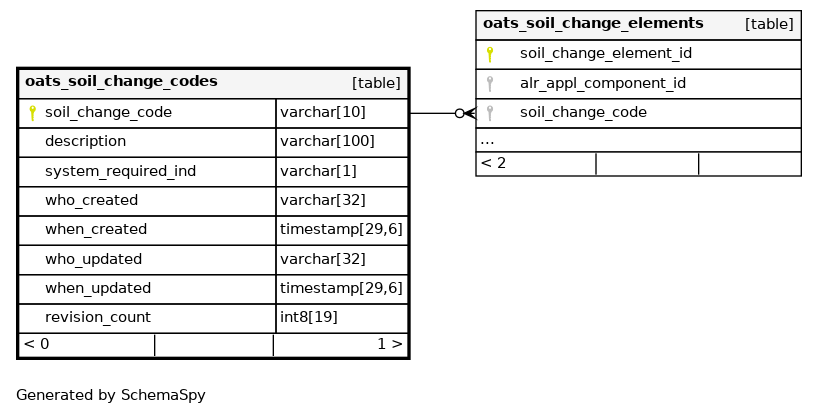 oats_soil_change_codes [table]
soil_change_code varchar[10]
description varchar[100]
system_required_ind varchar[1]
who_created varchar[32]
when_created timestamp[29,6]
who_updated varchar[32]
when_updated timestamp[29,6]
revision_count int8[19]
< 0 1 >
oats_soil_change_elements [table]
soil_change_element_id
alr_appl_component_id
soil_change_code
...
< 2
Generated by SchemaSpy